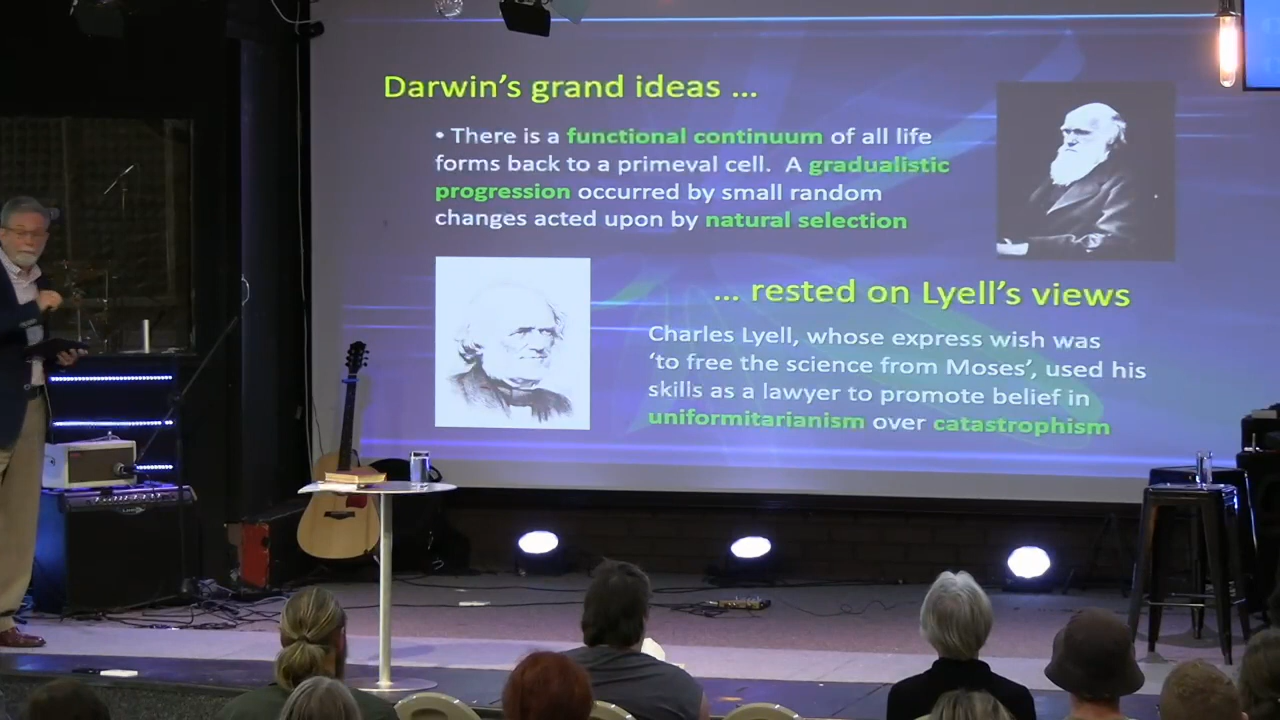 Darwin's grand ideas ...
• There is a functional continuum of all life
forms back to a primeval cell. A gradualistic
progression occurred by small random
changes acted upon by natural selection
... rested on Lyell's views
Charles Lyell, whose express wish was
'to free the science from Moses', used his
skills as a lawyer to promote belief in
uniformitarianism over catastrophism